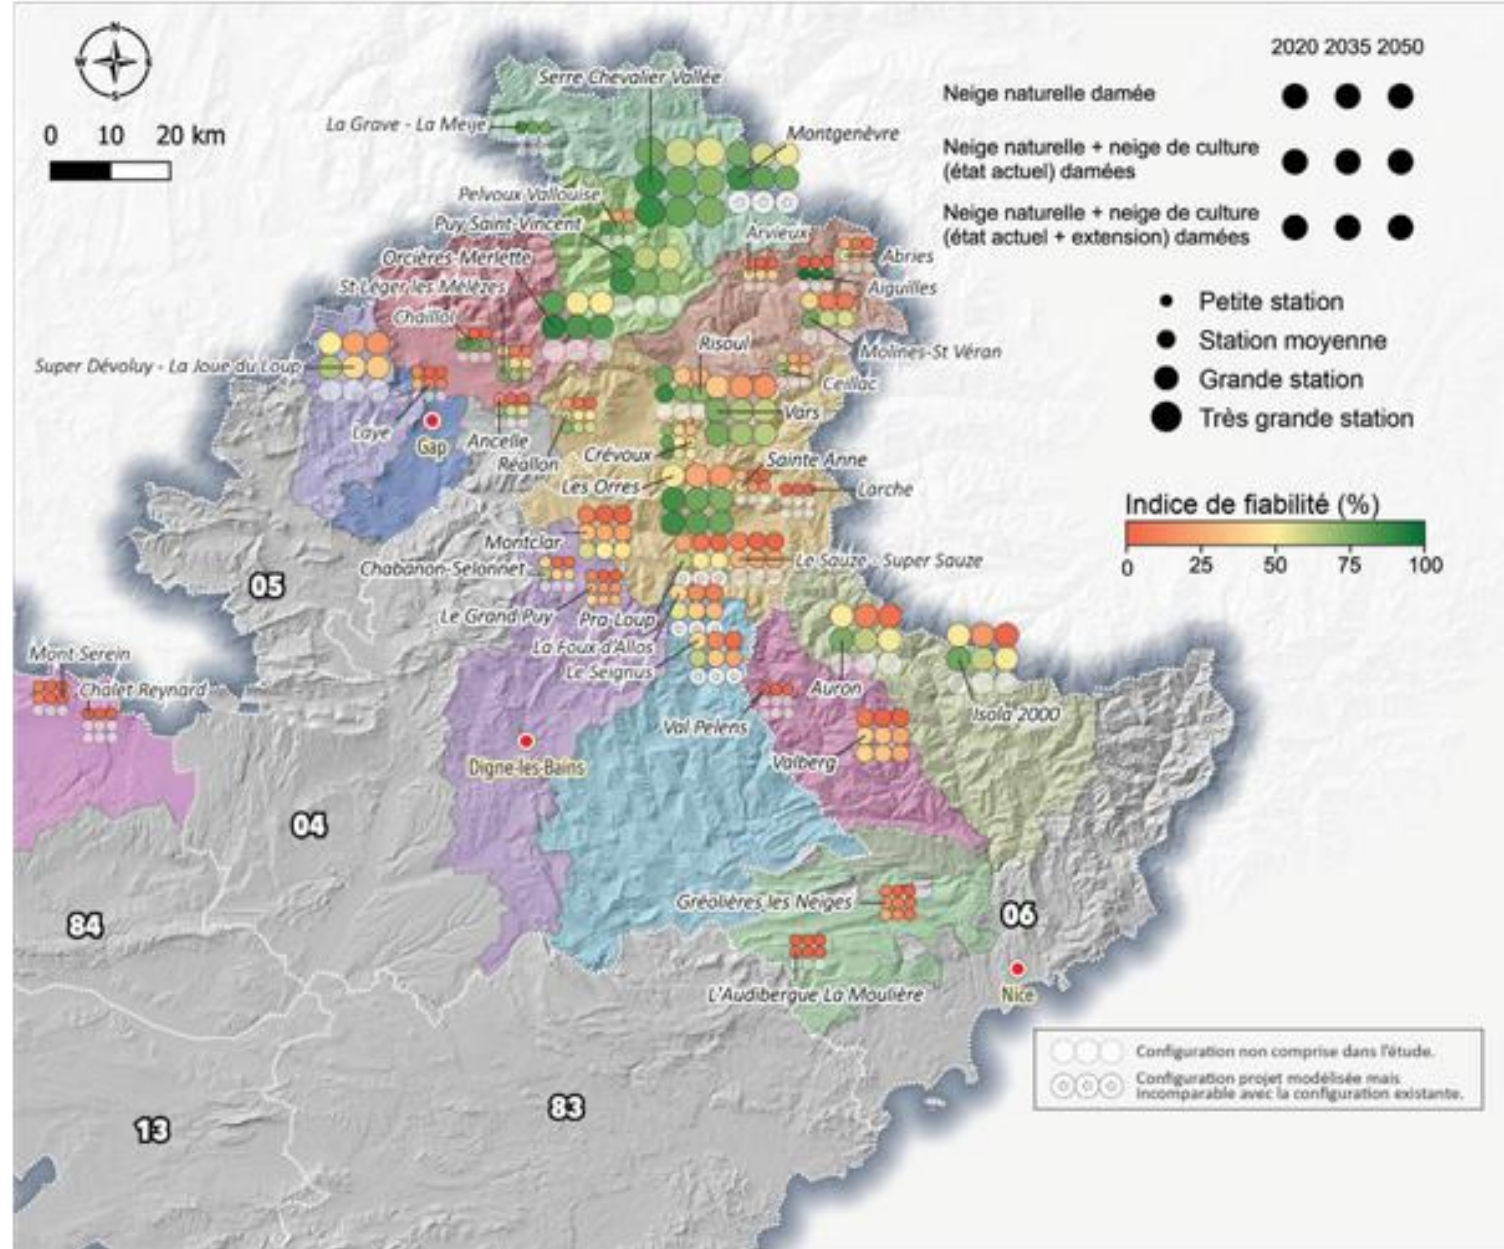 N
W
S
0 10 20 km
2020 2035 2050
Neige naturelle damée
Neige naturelle + neige de culture
(état actuel) damées
Neige naturelle + neige de culture
(état actuel + extension) damées
Petite station
Station moyenne
Grande station
Très grande station
Indice de fiabilité (%)
0 25 50 75 100
Serre Chevalier Vallée
La Grave - La Meije
Montgenèvre
Pelvoux Vallouise
Puy Saint-Vincent
Arvieux
Orcières-Merlette
Abries
St Léger les Mélèzes
Aiguilles
Chaillol
Risoul
Molines-St Véran
Super Dévoluy - La Joue du Loup
Ceillac
Vars
Laye
Gap
Ancelle
Réallon
Crévoux
Sainte Anne
Les Orres
Larche
Montclar
Chabanon-Selonnet
Le Sauze - Super Sauze
05
Le Grand Puy
Pra-Loup
La Foux d'Allos
Le Seignus
Mont Serein
Chalet Reynard
Auron
Isola 2000
Val Pelens
Valberg
Digne-les-Bains
04
84
Gréolières les Neiges
06
Nice
L'Audibergue La Moulière
Configuration non comprise dans l'étude.
Configuration projet modélisée mais
incomparable avec la configuration existante.
83
13